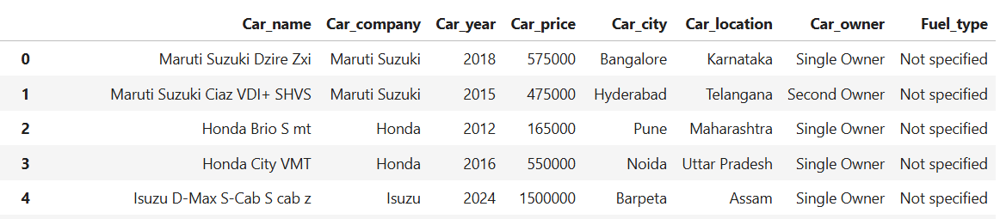 Car_name Car_company Car_year Car_price Car_city Car_location Car_owner Fuel_type
0 Maruti Suzuki Dzire Zxi Maruti Suzuki 2018 575000 Bangalore Karnataka Single Owner Not specified
1 Maruti Suzuki Ciaz VDI+ SHVS Maruti Suzuki 2015 475000 Hyderabad Telangana Second Owner Not specified
2 Honda Brio S mt Honda 2012 165000 Pune Maharashtra Single Owner Not specified
3 Honda City VMT Honda 2016 550000 Noida Uttar Pradesh Single Owner Not specified
4 Isuzu D-Max S-Cab S cab z Isuzu 2024 1500000 Barpeta Assam Single Owner Not specified